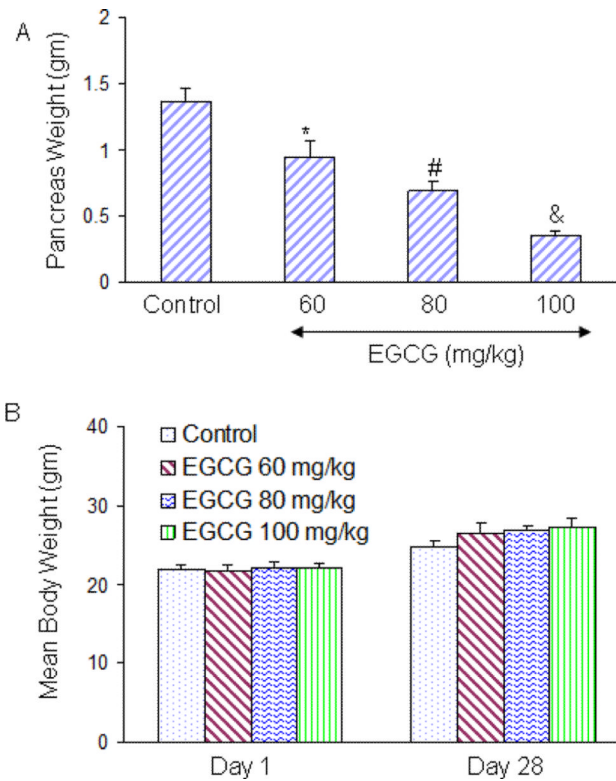 A
Pancreas Weight (gm)
2
1.5
1
0.5
0
*
#
&
Control 60 80 100
EGCG (mg/kg)
B
Mean Body Weight (gm)
40
30
20
10
0
Control
EGCG 60 mg/kg
EGCG 80 mg/kg
EGCG 100 mg/kg
Day 1 Day 28